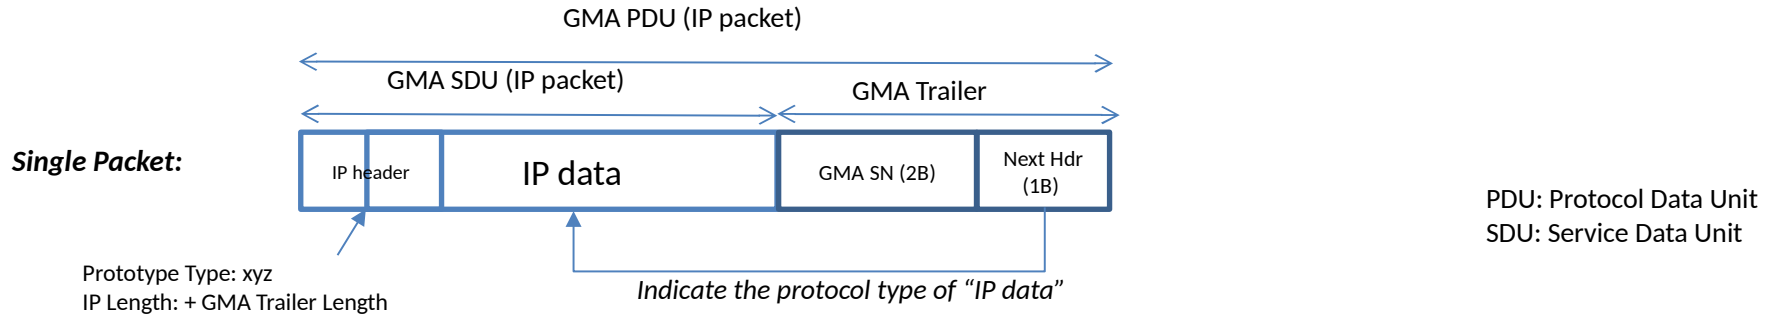 GMA PDU (IP packet)
GMA SDU (IP packet)
GMA Trailer
Single Packet:
IP header
IP data
GMA SN (2B)
Next Hdr
(1B)
PDU: Protocol Data Unit
SDU: Service Data Unit
Prototype Type: xyz
IP Length: + GMA Trailer Length
Indicate the protocol type of “IP data”